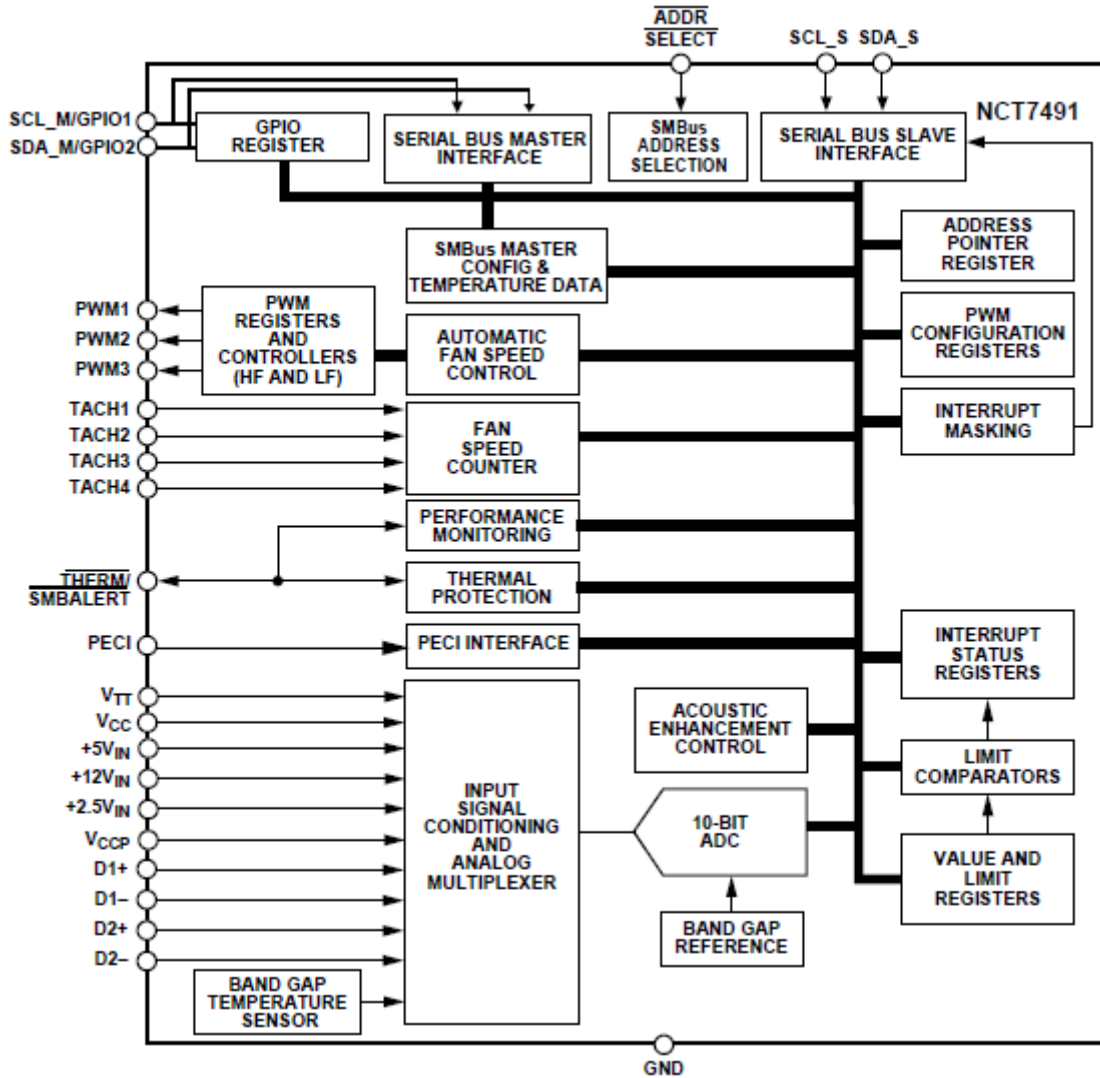 ADDR
SELECT
SCL_S SDA_S
NCT7491
SCL_M/GPIO1
SDA_M/GPIO2
GPIO
REGISTER
SERIAL BUS MASTER
INTERFACE
SMBus
ADDRESS
SELECTION
SERIAL BUS SLAVE
INTERFACE
SMBus MASTER
CONFIG &
TEMPERATURE DATA
ADDRESS
POINTER
REGISTER
PWM1
PWM2
PWM3
PWM
REGISTERS
AND
CONTROLLERS
(HF AND LF)
AUTOMATIC
FAN SPEED
CONTROL
PWM
CONFIGURATION
REGISTERS
TACH1
TACH2
TACH3
TACH4
FAN
SPEED
COUNTER
INTERRUPT
MASKING
PERFORMANCE
MONITORING
THERM/
SMBALERT
THERMAL
PROTECTION
PECI
PECI INTERFACE
INTERRUPT
STATUS
REGISTERS
VTT
VCC
+5VIN
+12VIN
+2.5VIN
VCCP
D1+
D1–
D2+
D2–
INPUT
SIGNAL
CONDITIONING
AND
ANALOG
MULTIPLEXER
ACOUSTIC
ENHANCEMENT
CONTROL
LIMIT
COMPARATORS
10-BIT
ADC
VALUE AND
LIMIT
REGISTERS
BAND GAP
REFERENCE
BAND GAP
TEMPERATURE
SENSOR
GND